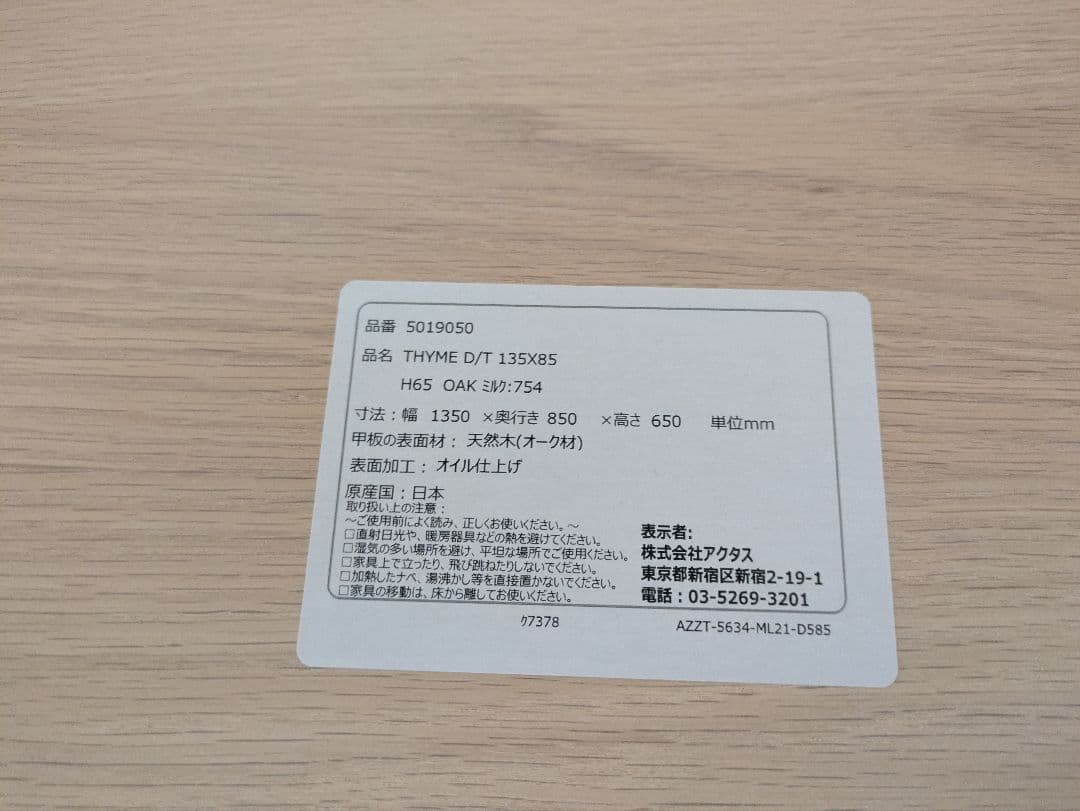 品番 5019050
品名 THYME D/T 135X85
H65 OAK ミルク:754
寸法：幅 1350 ×奥行き 850 ×高さ 650 単位mm
甲板の表面材： 天然木(オーク材)
表面加工： オイル仕上げ
原産国：日本
取り扱い上の注意：
～ご使用前によく読み、正しくお使いください。～
□直射日光や、暖房器具などの熱を避けてください。
□湿気の多い場所を避け、平坦な場所でご使用ください。
□家具上で立ったり、飛び跳ねたりしないでください。
□加熱したナベ、湯沸かし等を直接置かないでください。
□家具の移動は、床から離してお使いください。
表示者:
株式会社アクタス
東京都新宿区新宿2-19-1
電話：03-5269-3201
ｸ7378
AZZT-5634-ML21-D585